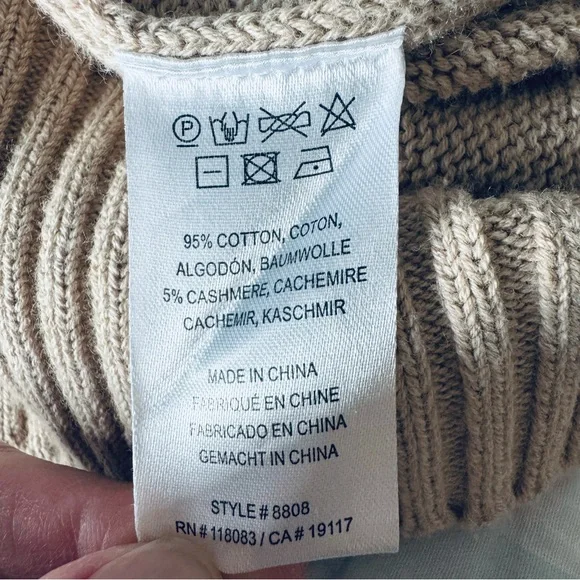 P
95% COTTON, COTON,
ALGODÓN, BAUMWOLLE
5% CASHMERE, CACHEMIRE
CACHEMIR, KASCHMIR
MADE IN CHINA
FABRIQUÉ EN CHINE
FABRICADO EN CHINA
GEMACHT IN CHINA
STYLE # 8808
RN # 118083 / CA # 19117